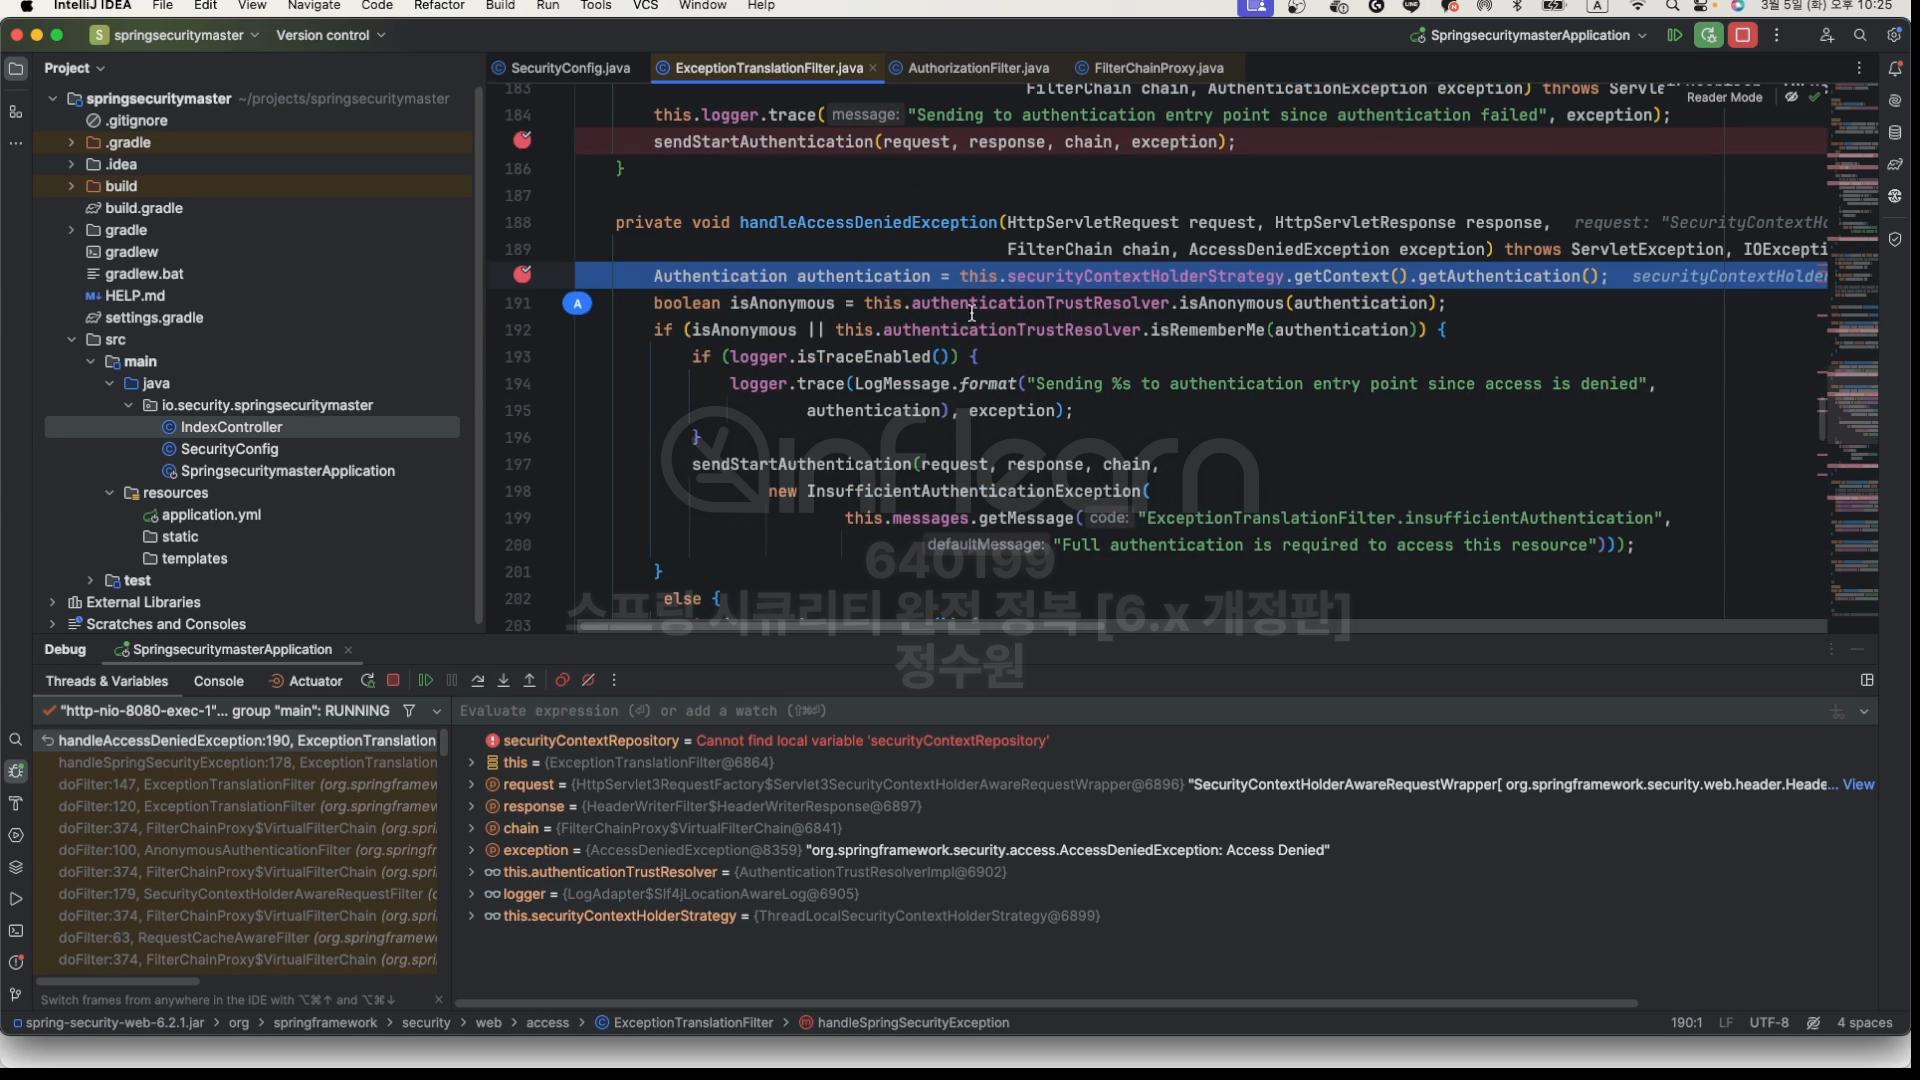 IntelliJ IDEA File Edit View Navigate Code Refactor Build Run Tools VCS Window Help
3월 5일 (화) 오후 10:25
S springsecuritymaster Version control
SpringsecuritymasterApplication
Project
SecurityConfig.java ExceptionTranslationFilter.java AuthorizationFilter.java FilterChainProxy.java
springsecuritymaster ~/projects/springsecuritymaster
.gitignore
.gradle
.idea
build
build.gradle
gradle
gradlew
gradlew.bat
HELP.md
settings.gradle
src
main
java
io.security.springsecuritymaster
IndexController
SecurityConfig
SpringsecuritymasterApplication
resources
application.yml
static
templates
test
External Libraries
Scratches and Consoles
Reader Mode
183 FilterChain chain, AuthenticationException exception) throws
184 this.logger.trace( message: "Sending to authentication entry point since authentication failed", exception);
sendStartAuthentication(request, response, chain, exception);
186 }
187
188 private void handleAccessDeniedException(HttpServletRequest request, HttpServletResponse response, request: "SecurityContextHo
189 FilterChain chain, AccessDeniedException exception) throws ServletException, IOExcepti
Authentication authentication = this.securityContextHolderStrategy.getContext().getAuthentication(); securityContextHolder
191 boolean isAnonymous = this.authenticationTrustResolver.isAnonymous(authentication);
192 if (isAnonymous || this.authenticationTrustResolver.isRememberMe(authentication)) {
193 if (logger.isTraceEnabled()) {
194 logger.trace(LogMessage.format("Sending %s to authentication entry point since access is denied",
195 authentication), exception);
196 }
197 sendStartAuthentication(request, response, chain,
198 new InsufficientAuthenticationException(
199 this.messages.getMessage( code: "ExceptionTranslationFilter.insufficientAuthentication",
200 defaultMessage: "Full authentication is required to access this resource")));
201 }
202 else {
203
inflearn
640199
스프링 시큐리티 완전 정복 [6.x 개정판]
정수원
Debug SpringsecuritymasterApplication
Threads & Variables Console Actuator
"http-nio-8080-exec-1"... group "main": RUNNING
Evaluate expression (⏎) or add a watch (⇧⌘⏎)
handleAccessDeniedException:190, ExceptionTranslation
handleSpringSecurityException:178, ExceptionTranslation
doFilter:147, ExceptionTranslationFilter (org.springframew
doFilter:120, ExceptionTranslationFilter (org.springframew
doFilter:374, FilterChainProxy$VirtualFilterChain (org.spri
doFilter:100, AnonymousAuthenticationFilter (org.springfr
doFilter:374, FilterChainProxy$VirtualFilterChain (org.spri
doFilter:179, SecurityContextHolderAwareRequestFilter (o
doFilter:374, FilterChainProxy$VirtualFilterChain (org.spri
doFilter:63, RequestCacheAwareFilter (org.springframewo
doFilter:374, FilterChainProxy$VirtualFilterChain (org.spri
Switch frames from anywhere in the IDE with ⌥⌘↑ and ⌥⌘↓
securityContextRepository = Cannot find local variable 'securityContextRepository'
this = {ExceptionTranslationFilter@6864}
request = {HttpServlet3RequestFactory$Servlet3SecurityContextHolderAwareRequestWrapper@6896} "SecurityContextHolderAwareRequestWrapper[ org.springframework.security.web.header.Heade... View
response = {HeaderWriterFilter$HeaderWriterResponse@6897}
chain = {FilterChainProxy$VirtualFilterChain@6841}
exception = {AccessDeniedException@8359} "org.springframework.security.access.AccessDeniedException: Access Denied"
this.authenticationTrustResolver = {AuthenticationTrustResolverImpl@6902}
logger = {LogAdapter$Slf4jLocationAwareLog@6905}
this.securityContextHolderStrategy = {ThreadLocalSecurityContextHolderStrategy@6899}
spring-security-web-6.2.1.jar > org > springframework > security > web > access > ExceptionTranslationFilter > handleSpringSecurityException
190:1 LF UTF-8 4 spaces